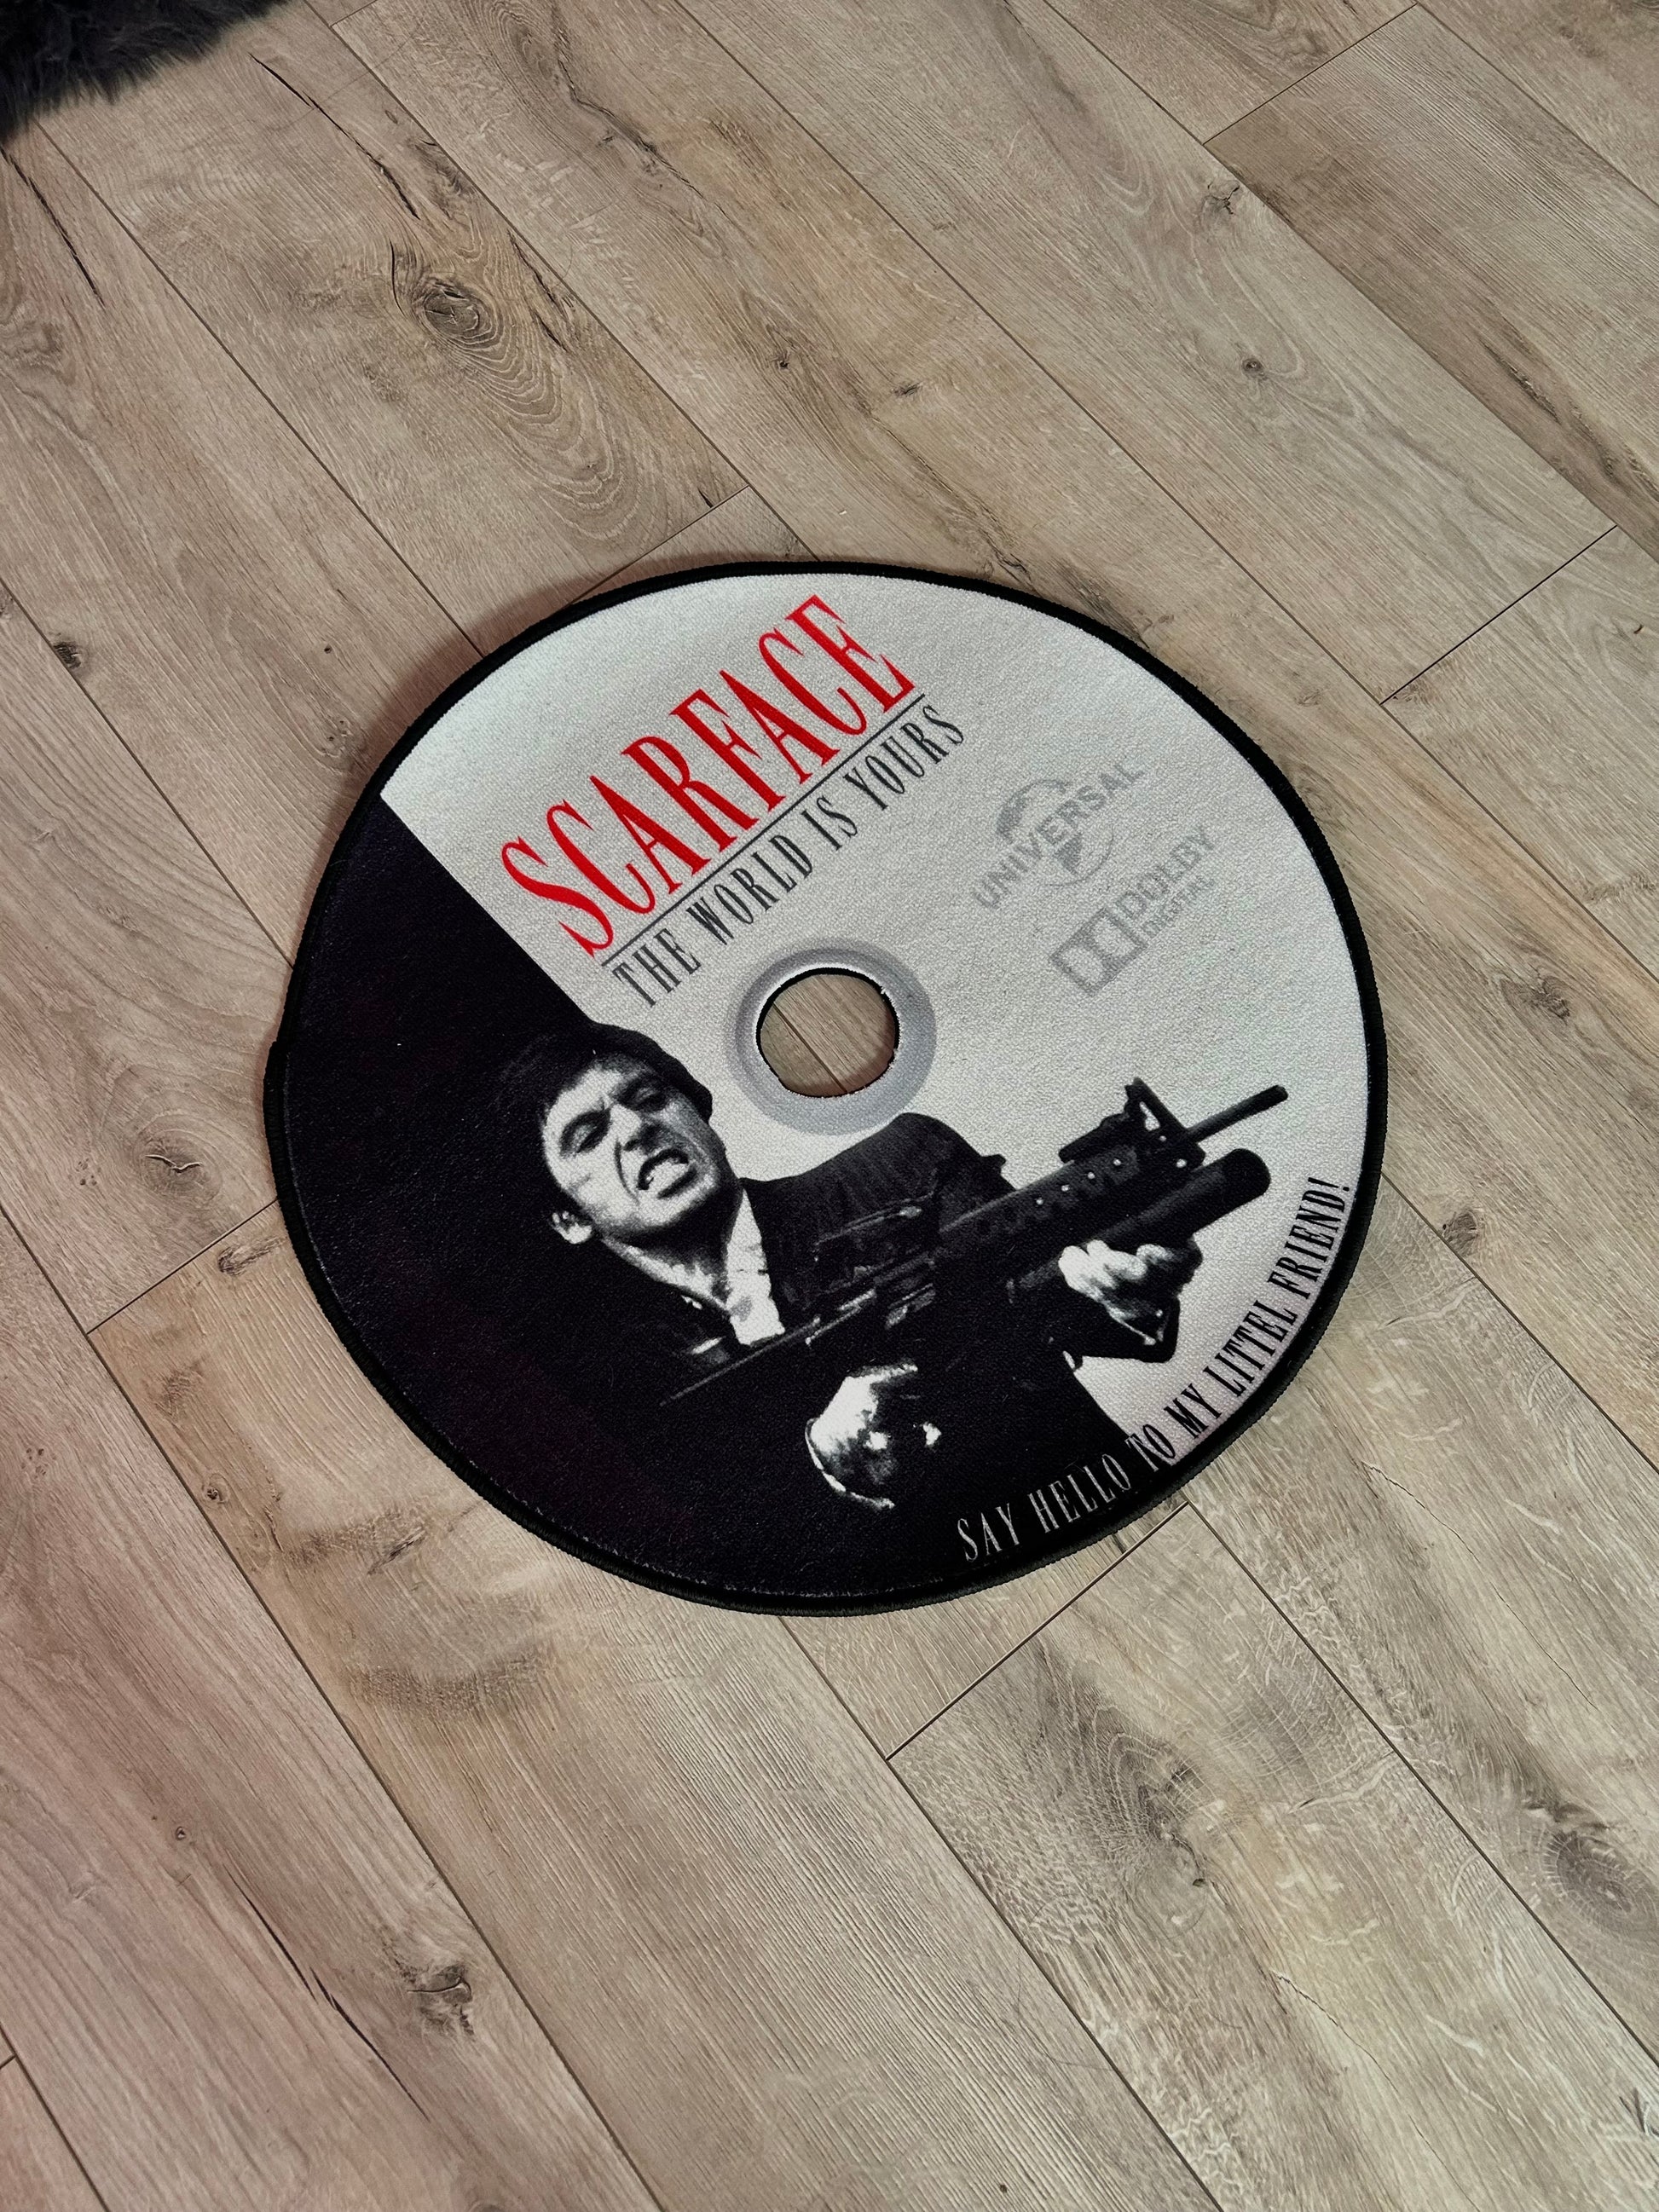 SCARFACE
THE WORLD IS YOURS
UNIVERSAL
DOLBY
DIGITAL
SAY HELLO TO MY LITTEL FRIEND!